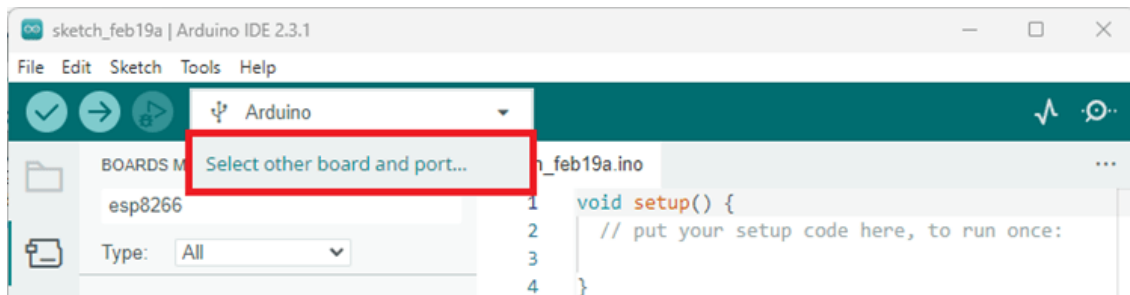 sketch_feb19a | Arduino IDE 2.3.1
File Edit Sketch Tools Help
Arduino
BOARDS M
Select other board and port...
h_feb19a.ino
esp8266
Type: All
1 void setup() {
2 // put your setup code here, to run once:
3
4 }